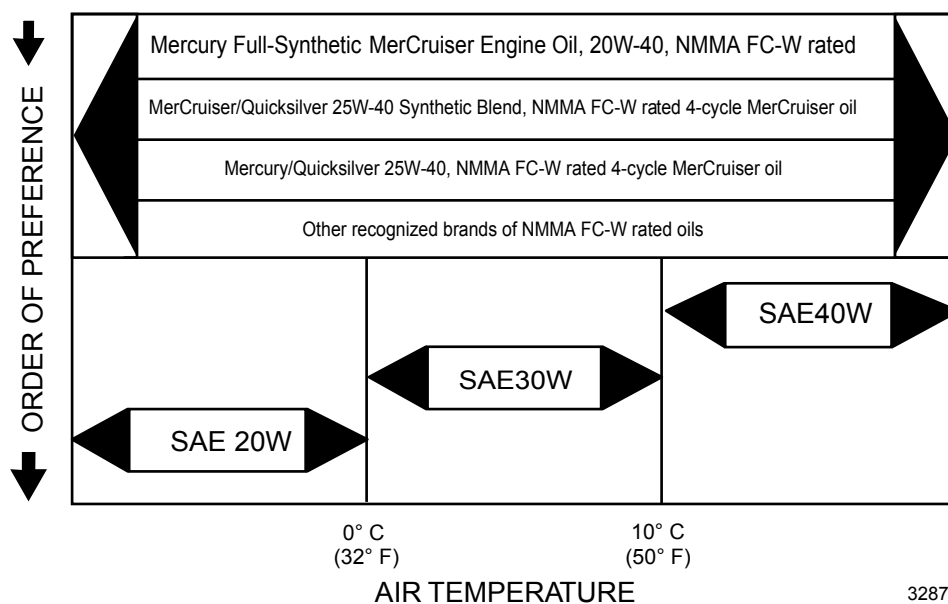 ORDER OF PREFERENCE
Mercury Full-Synthetic MerCruiser Engine Oil, 20W-40, NMMA FC-W rated
MerCruiser/Quicksilver 25W-40 Synthetic Blend, NMMA FC-W rated 4-cycle MerCruiser oil
Mercury/Quicksilver 25W-40, NMMA FC-W rated 4-cycle MerCruiser oil
Other recognized brands of NMMA FC-W rated oils
SAE40W
SAE30W
SAE 20W
0° C
(32° F)
10° C
(50° F)
AIR TEMPERATURE
3287